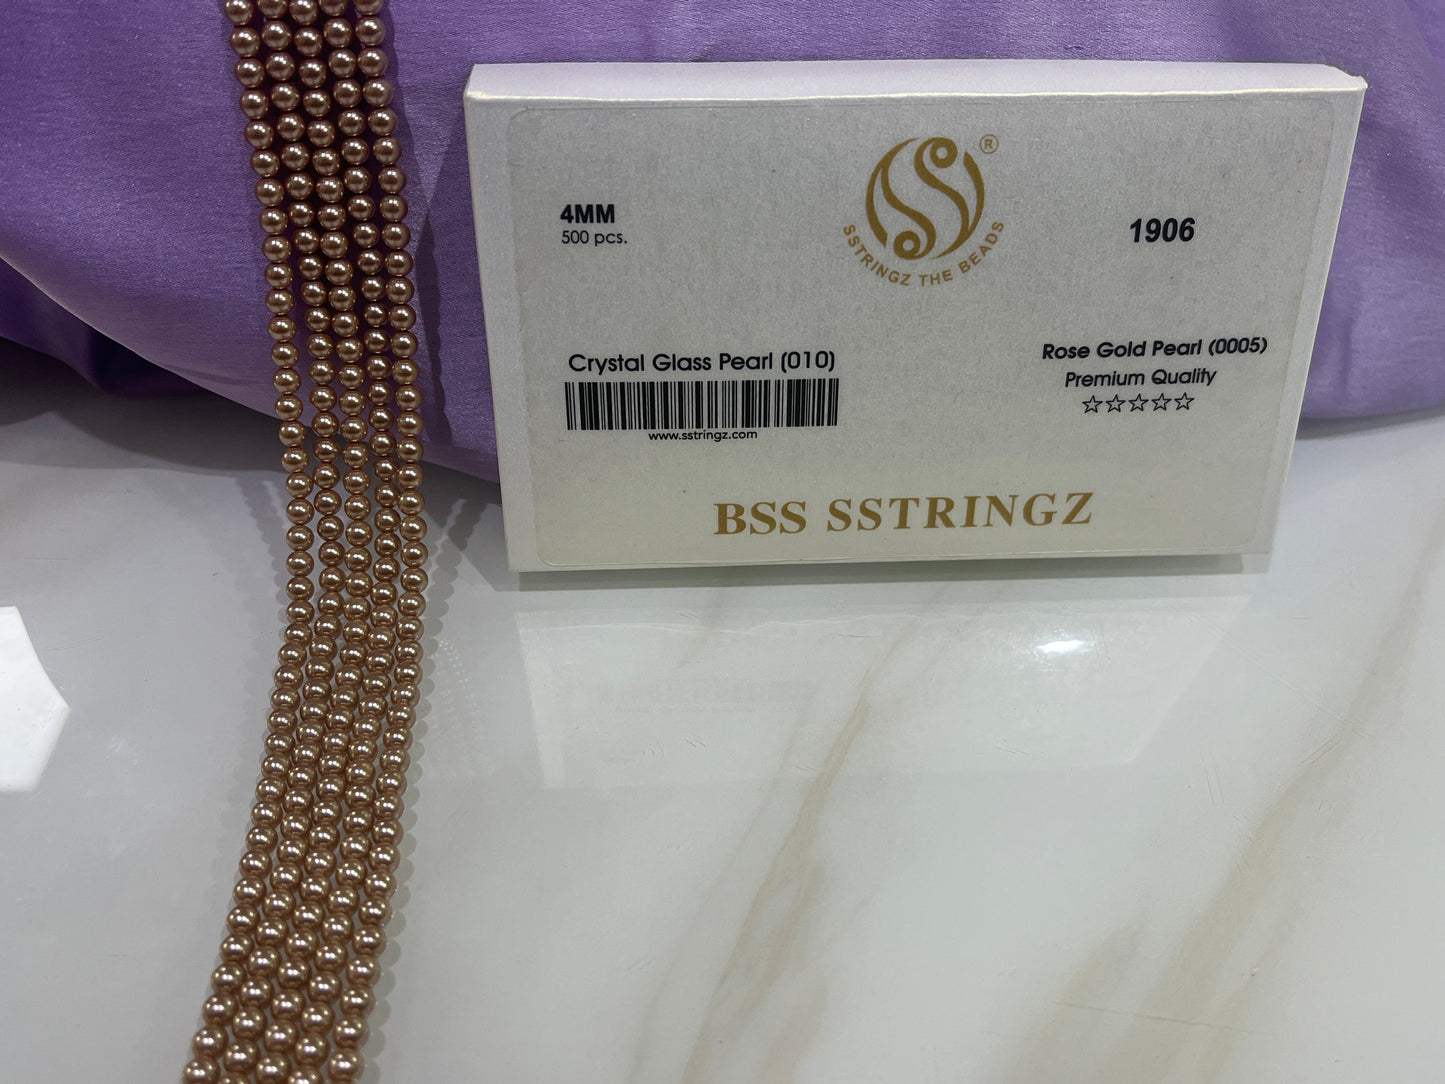 4MM
500 pcs.
®
SSTRINGZ THE BEADS
1906
Crystal Glass Pearl (010)
www.sstringz.com
Rose Gold Pearl (0005)
Premium Quality
BSS SSTRINGZ